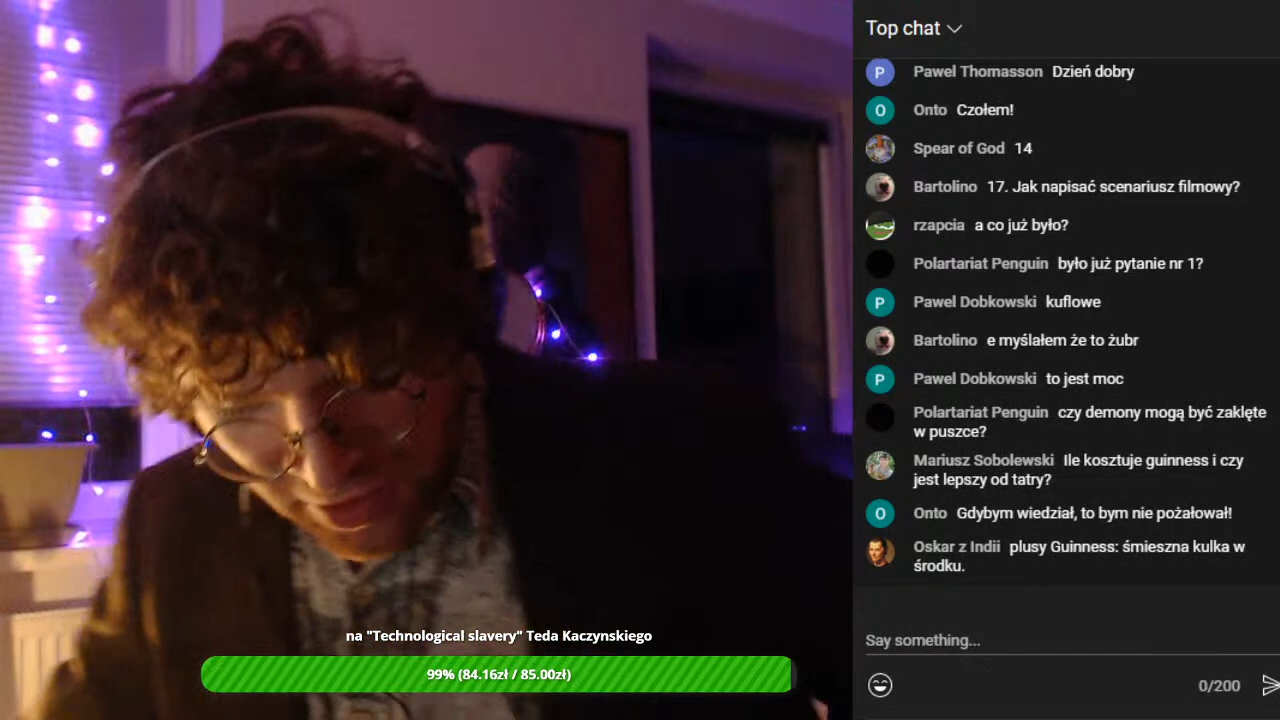 Top chat
P Pawel Thomasson Dzień dobry
O Onto Czołem!
Spear of God 14
Bartolino 17. Jak napisać scenariusz filmowy?
rzapcia a co już było?
Polartariat Penguin było już pytanie nr 1?
P Pawel Dobkowski kuflowe
Bartolino e myślałem że to żubr
P Pawel Dobkowski to jest moc
Polartariat Penguin czy demony mogą być zaklęte
w puszce?
Mariusz Sobolewski Ile kosztuje guinness i czy
jest lepszy od tatry?
O Onto Gdybym wiedział, to bym nie pożałował!
Oskar z Indii plusy Guinness: śmieszna kulka w
środku.
Say something...
0/200
na "Technological slavery" Teda Kaczynskiego
99% (84.16zł / 85.00zł)